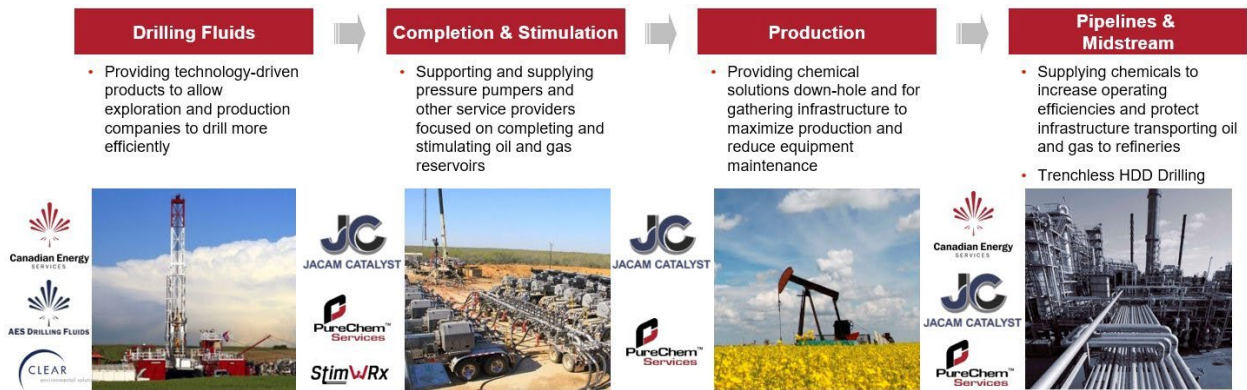 Drilling Fluids
• Providing technology-driven
products to allow
exploration and production
companies to drill more
efficiently
Canadian Energy
SERVICES
AES DRILLING FLUIDS
CLEAR
environmental solutions
Completion & Stimulation
• Supporting and supplying
pressure pumpers and
other service providers
focused on completing and
stimulating oil and gas
reservoirs
JC
JACAM CATALYST
PureChem™
Services
StimWRx
Production
• Providing chemical
solutions down-hole and for
gathering infrastructure to
maximize production and
reduce equipment
maintenance
JC
JACAM CATALYST
PureChem™
Services
Pipelines &
Midstream
• Supplying chemicals to
increase operating
efficiencies and protect
infrastructure transporting oil
and gas to refineries
• Trenchless HDD Drilling
Canadian Energy
SERVICES
JC
JACAM CATALYST
PureChem™
Services